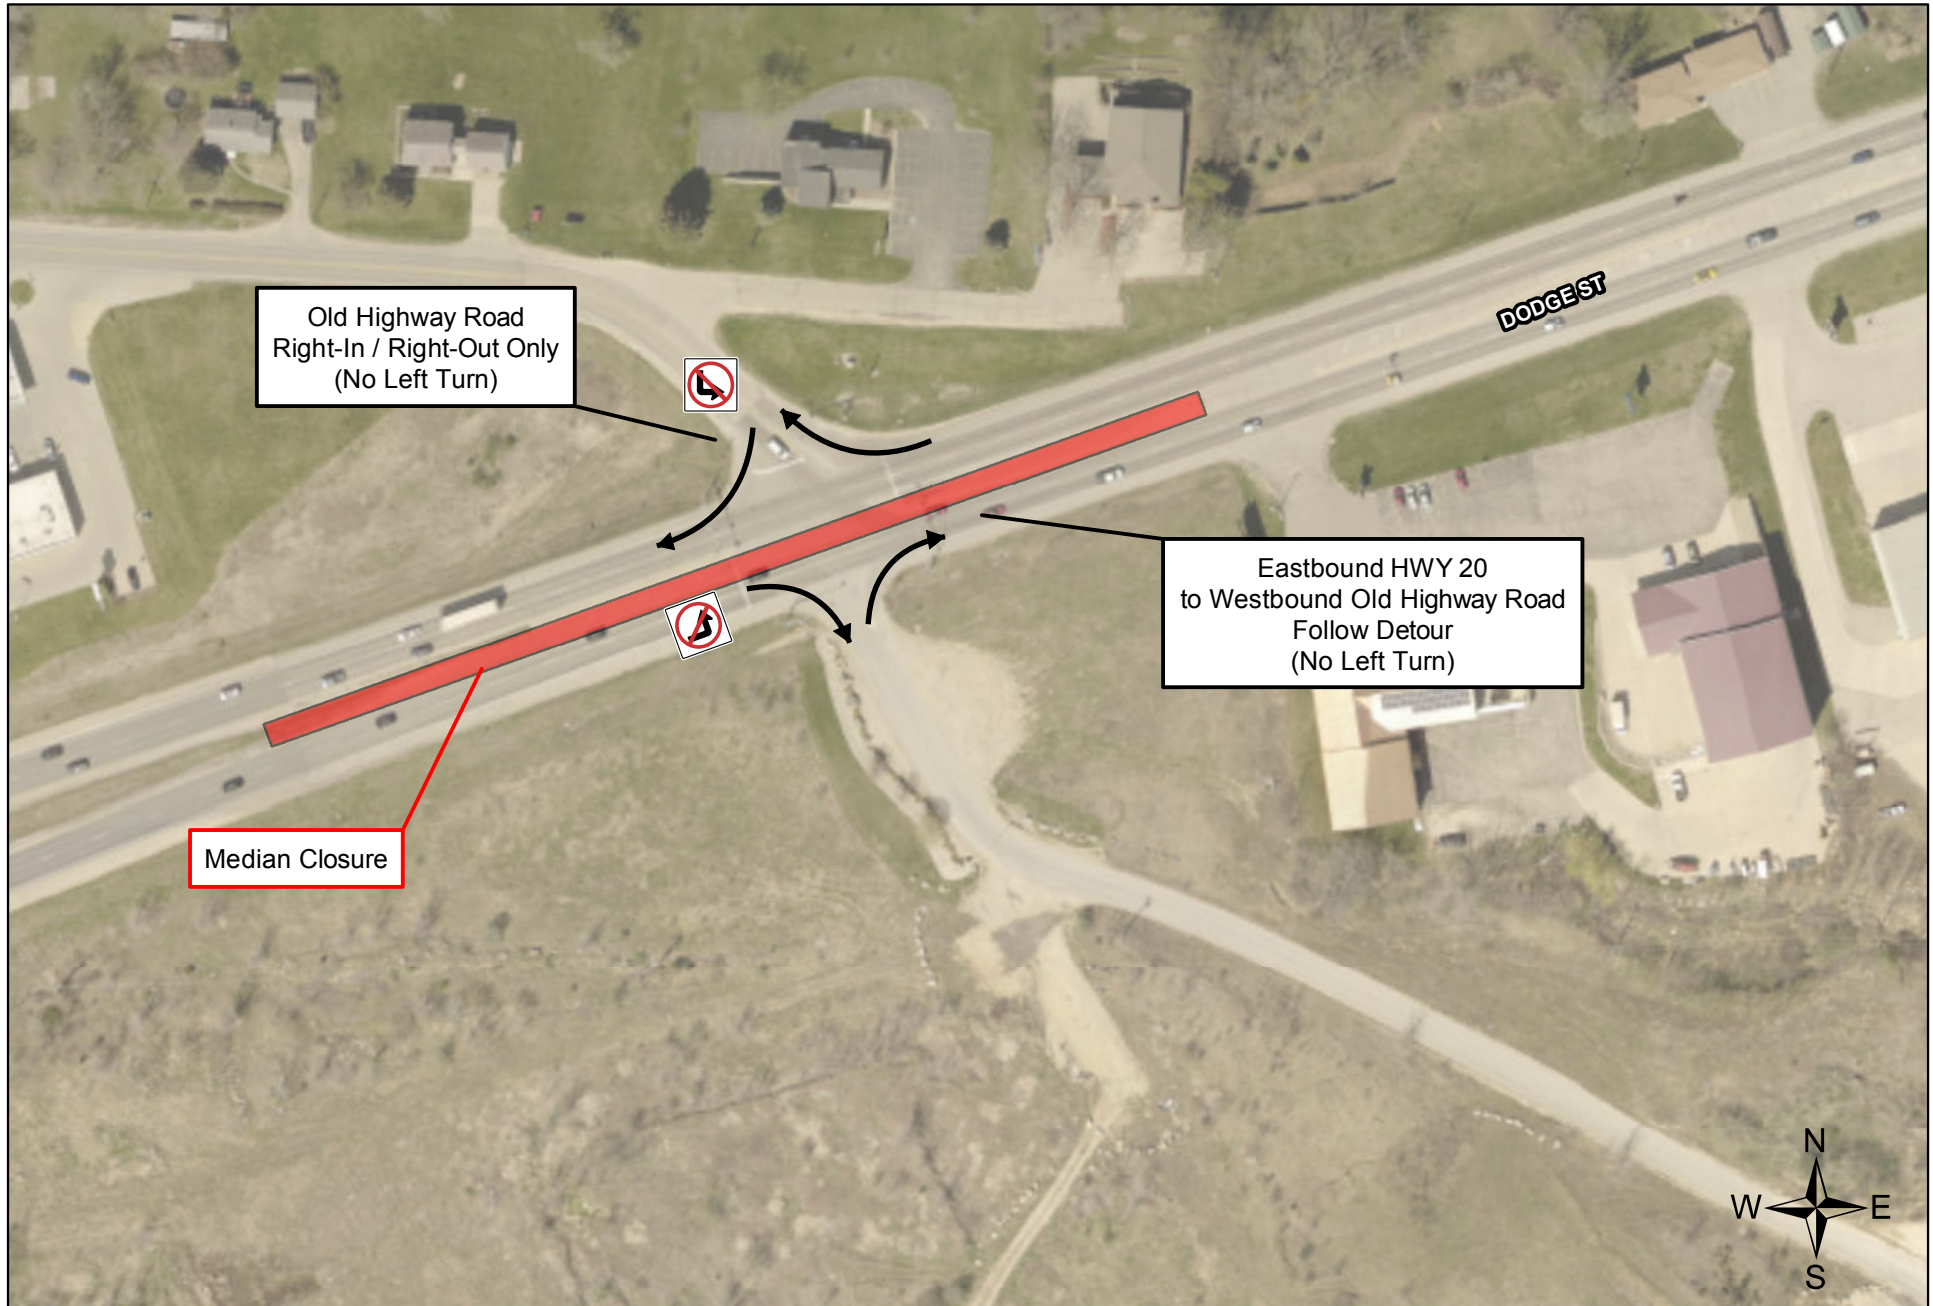 DODGE ST
Old Highway Road
Right-In / Right-Out Only
(No Left Turn)
Eastbound HWY 20
to Westbound Old Highway Road
Follow Detour
(No Left Turn)
Median Closure
N
W
E
S